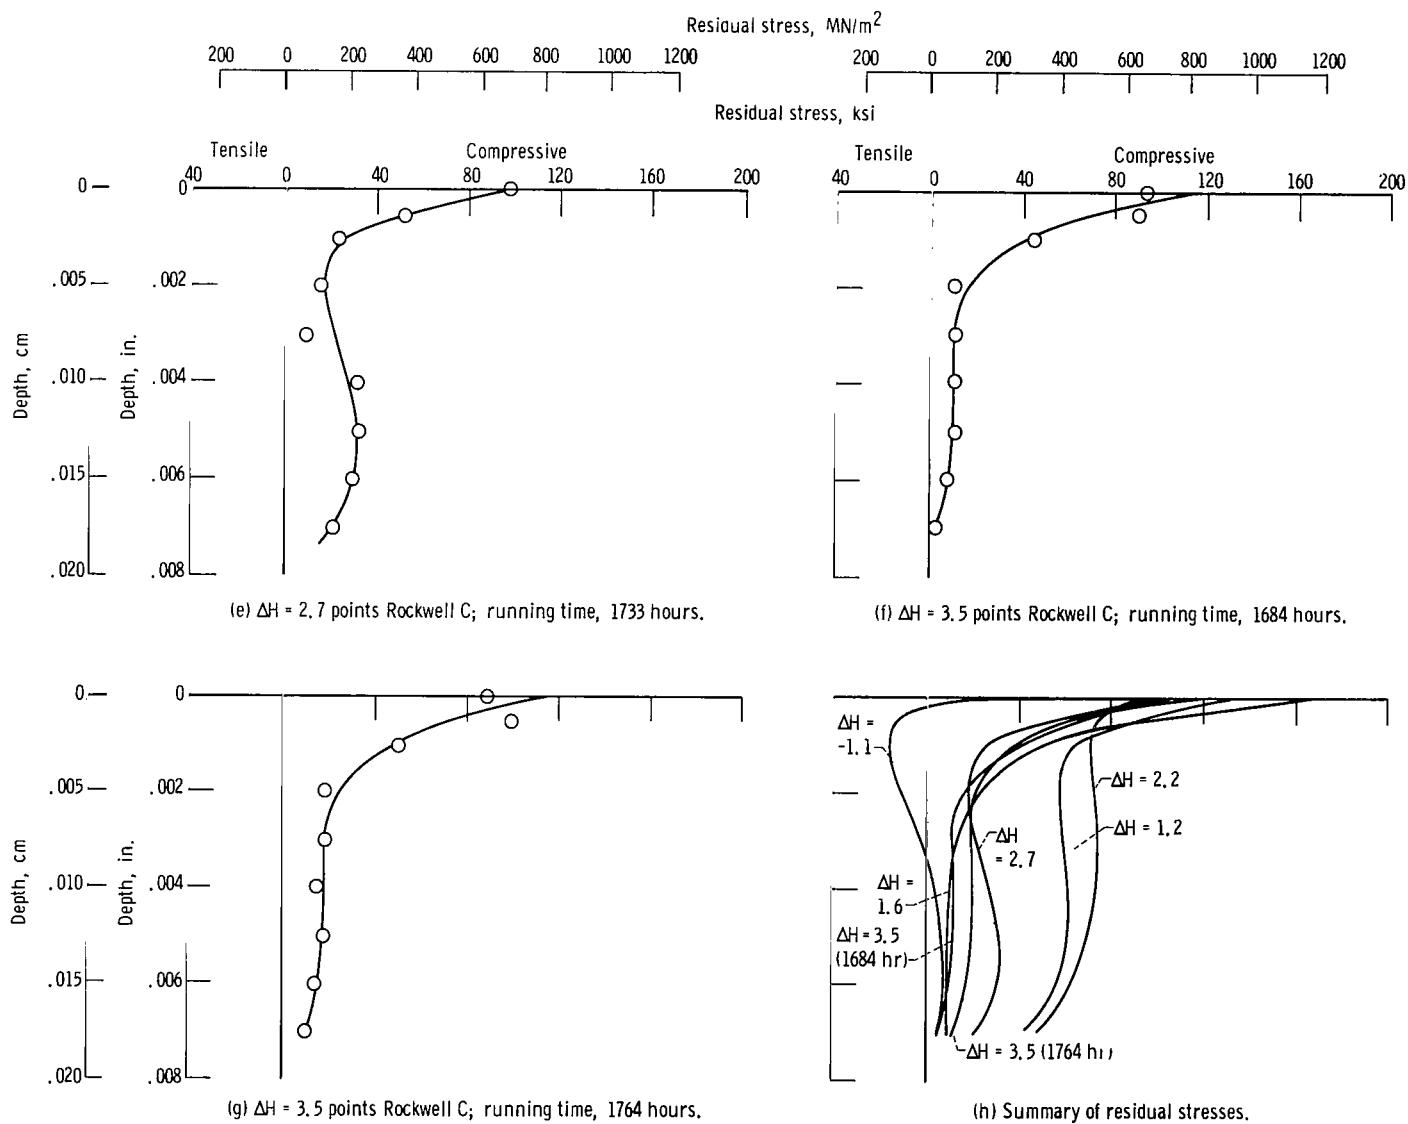 Residual stress, MN/m2
200 0 200 400 600 800 1000 1200
200 0 200 400 600 800 1000 1200
Residual stress, ksi
Tensile Compressive
Tensile Compressive
40 0 40 80 120 160 200
40 0 40 80 120 160 200
0 0
.005 .002
.010 .004
.015 .006
.020 .008
Depth, cm
Depth, in.
(e) ΔH = 2.7 points Rockwell C; running time, 1733 hours.
(f) ΔH = 3.5 points Rockwell C; running time, 1684 hours.
0 0
.005 .002
.010 .004
.015 .006
.020 .008
Depth, cm
Depth, in.
ΔH =
-1.1
ΔH = 2.2
ΔH = 1.2
ΔH
= 2.7
ΔH =
1.6
ΔH = 3.5
(1684 hr)
ΔH = 3.5 (1764 hr)
(g) ΔH = 3.5 points Rockwell C; running time, 1764 hours.
(h) Summary of residual stresses.